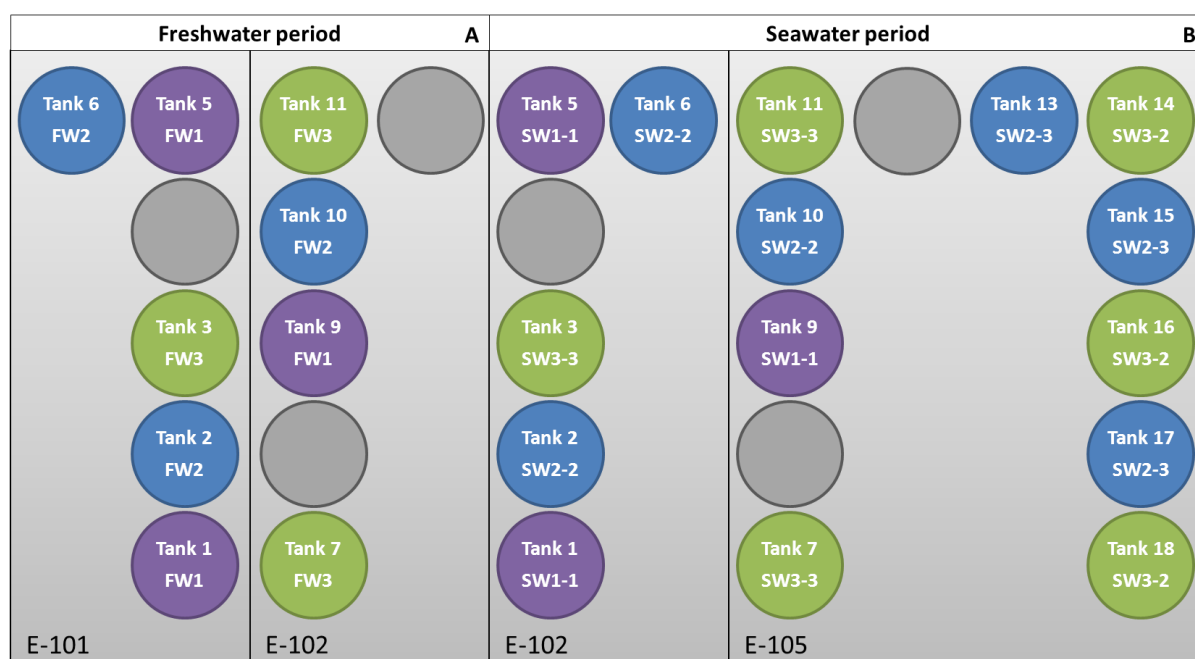 Freshwater period A
Seawater period B
Tank 6
FW2
Tank 5
FW1
Tank 11
FW3
Tank 5
SW1-1
Tank 6
SW2-2
Tank 11
SW3-3
Tank 13
SW2-3
Tank 14
SW3-2
Tank 10
FW2
Tank 10
SW2-2
Tank 15
SW2-3
Tank 3
FW3
Tank 9
FW1
Tank 3
SW3-3
Tank 9
SW1-1
Tank 16
SW3-2
Tank 2
FW2
Tank 2
SW2-2
Tank 17
SW2-3
Tank 1
FW1
Tank 7
FW3
Tank 1
SW1-1
Tank 7
SW3-3
Tank 18
SW3-2
E-101
E-102
E-102
E-105